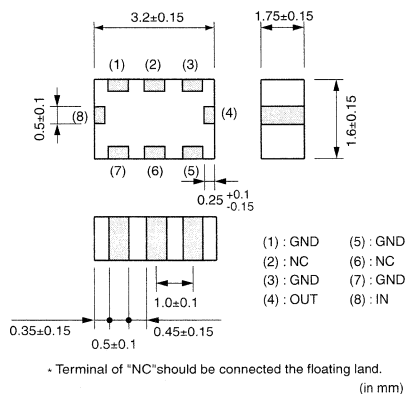 3.2±0.15
1.75±0.15
(1) (2) (3)
0.5±0.1
(8)
(4)
1.6±0.15
(7) (6) (5)
0.25 +0.1 -0.15
(1) : GND (5) : GND
(2) : NC (6) : NC
(3) : GND (7) : GND
(4) : OUT (8) : IN
1.0±0.1
0.35±0.15
0.45±0.15
0.5±0.1
* Terminal of "NC"should be connected the floating land.
(in mm)